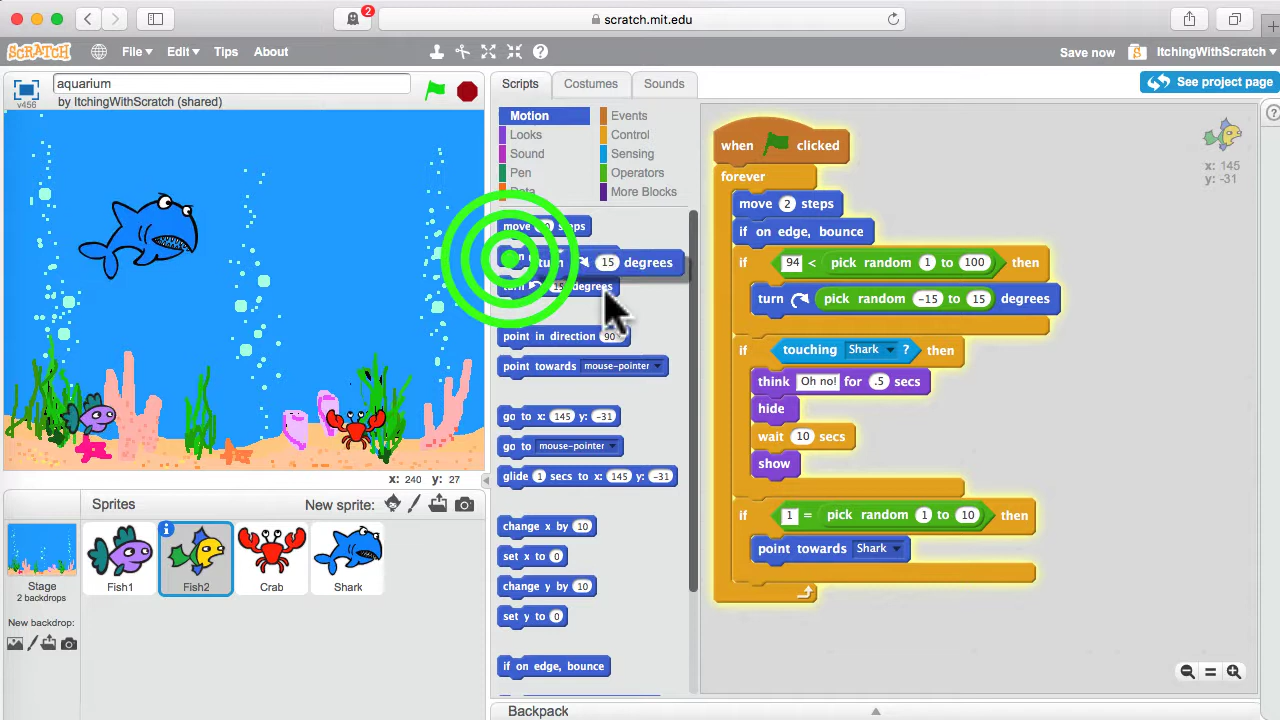 2
scratch.mit.edu
SCRATCH
File
Edit
Tips
About
Save now
S
ItchingWithScratch
See project page
v456
aquarium
by ItchingWithScratch (shared)
Scripts
Costumes
Sounds
Motion
Looks
Sound
Pen
Data
Events
Control
Sensing
Operators
More Blocks
move steps
turn 15 degrees
turn 15 degrees
point in direction 90
point towards mouse-pointer
go to x: 145 y: -31
go to mouse-pointer
glide 1 secs to x: 145 y: -31
change x by 10
set x to 0
change y by 10
set y to 0
if on edge, bounce
when clicked
forever
move 2 steps
if on edge, bounce
if 94 < pick random 1 to 100 then
turn pick random -15 to 15 degrees
if touching Shark ? then
think Oh no! for .5 secs
hide
wait 10 secs
show
if 1 = pick random 1 to 10 then
point towards Shark
x: 145
y: -31
x: 240 y: 27
Sprites
New sprite:
Stage
2 backdrops
New backdrop:
Fish1
Fish2
Crab
Shark
Backpack